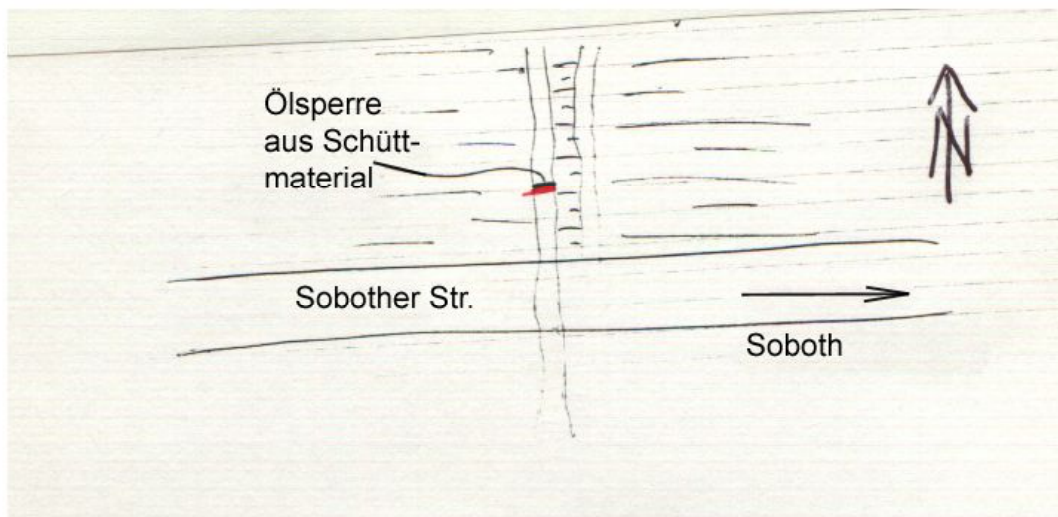 Ölsperre
aus Schütt-
material
N
Sobother Str.
Soboth